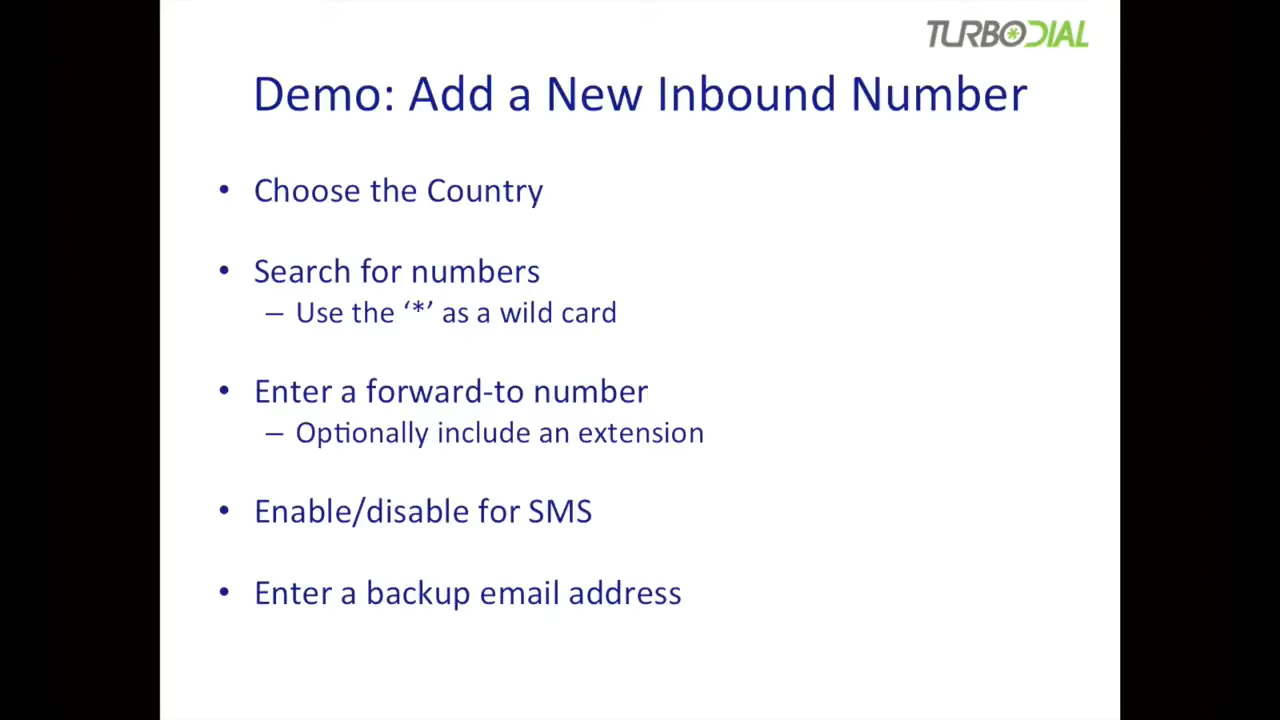 TURBODIAL
Demo: Add a New Inbound Number
• Choose the Country
• Search for numbers
– Use the ‘*’ as a wild card
• Enter a forward-to number
– Optionally include an extension
• Enable/disable for SMS
• Enter a backup email address